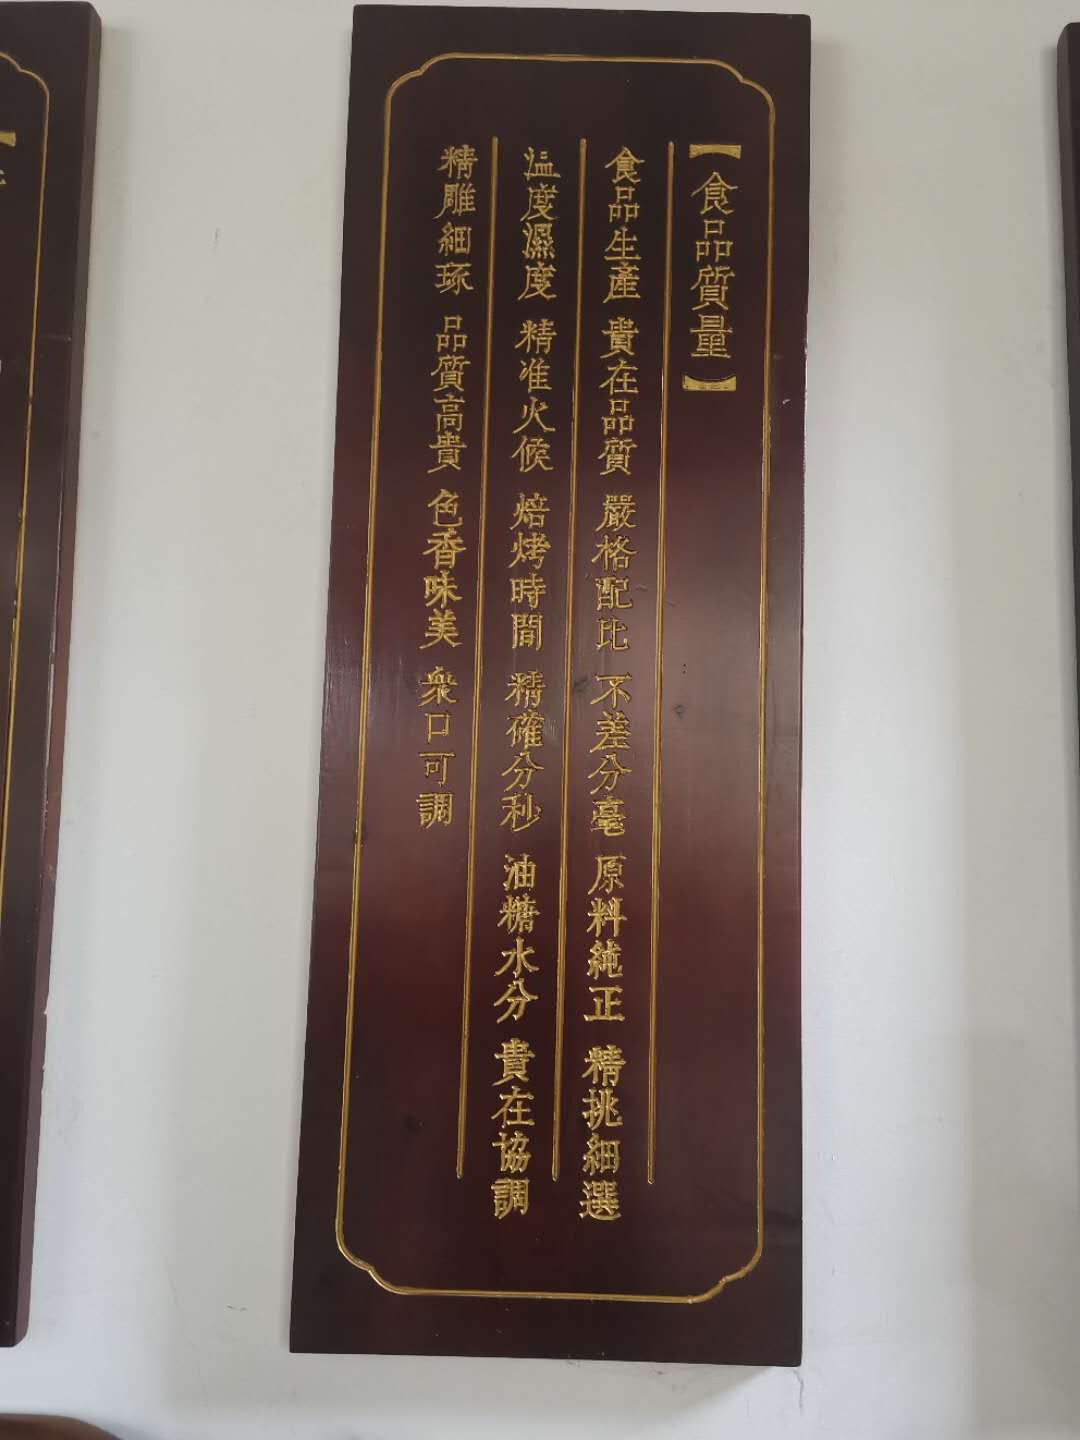 【食品質量】
食品生產 貴在品質 嚴格配比 不差分毫 原料純正 精挑細選
溫度濕度 精准火候 焙烤時間 精確分秒 油糖水分 貴在協調
精雕細琢 品質高貴 色香味美 衆口可調